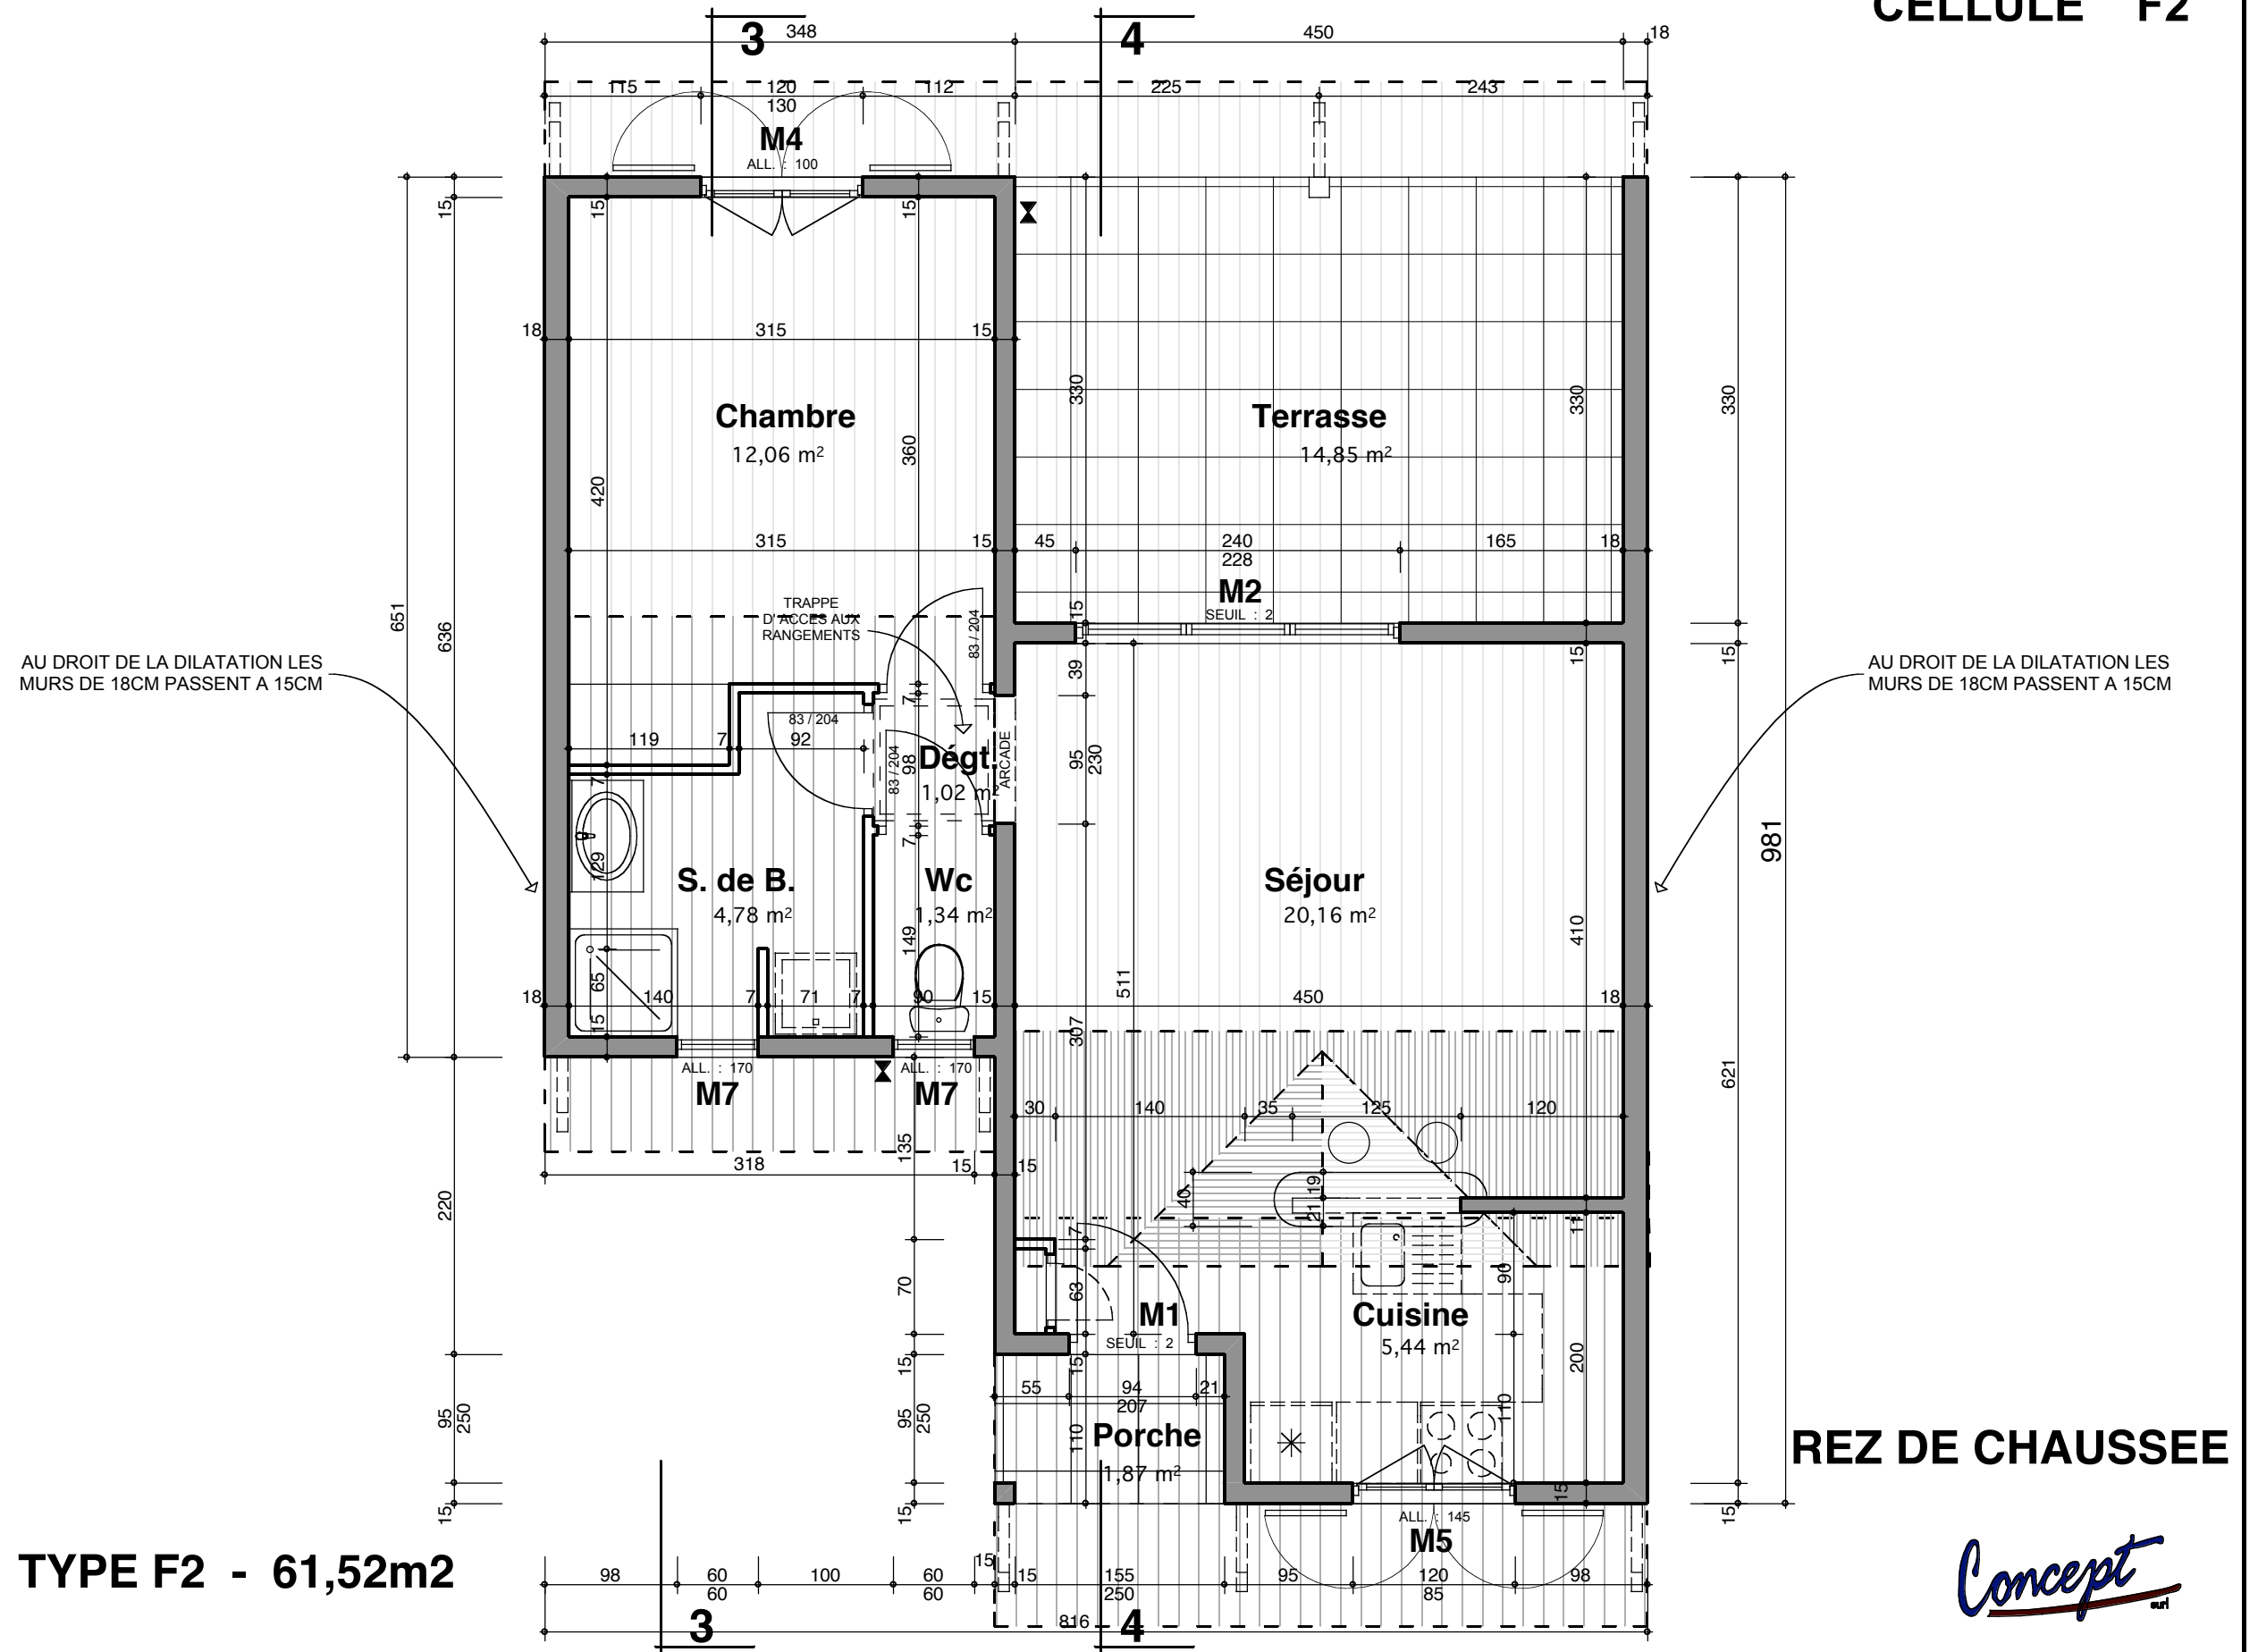 CELLULE F2
3
348
4
450
18
115
120
112
225
243
130
M4
ALL. : 100
15
15
15
18
315
15
Chambre
12,06 m²
Terrasse
14,85 m²
330
330
330
360
420
315
15
45
240
165
18
228
M2
SEUIL : 2
15
TRAPPE
D' ACCES AUX
RANGEMENTS
83 / 204
651
636
AU DROIT DE LA DILATATION LES
MURS DE 18CM PASSENT A 15CM
AU DROIT DE LA DILATATION LES
MURS DE 18CM PASSENT A 15CM
39
15
15
7
83 / 204
119
7
92
83 / 204
98
Dégt.
1,02 m²
ARCADE
95
230
7
7
129
981
S. de B.
4,78 m²
Wc
1,34 m²
Séjour
20,16 m²
149
410
511
65
18
140
7
71
7
90
15
450
18
15
307
ALL. : 170
M7
ALL. : 170
M7
621
30
140
35
125
120
135
318
15
15
220
40
19
21
11
7
70
63
90
M1
SEUIL : 2
Cuisine
5,44 m²
200
15
15
55
94
21
207
110
95
250
95
250
110
Porche
1,87 m²
REZ DE CHAUSSEE
15
15
15
15
ALL. : 145
M5
TYPE F2 - 61,52m2
98
60
100
60
15
15
155
95
120
98
60
60
250
85
3
816
4
Concept
eurl